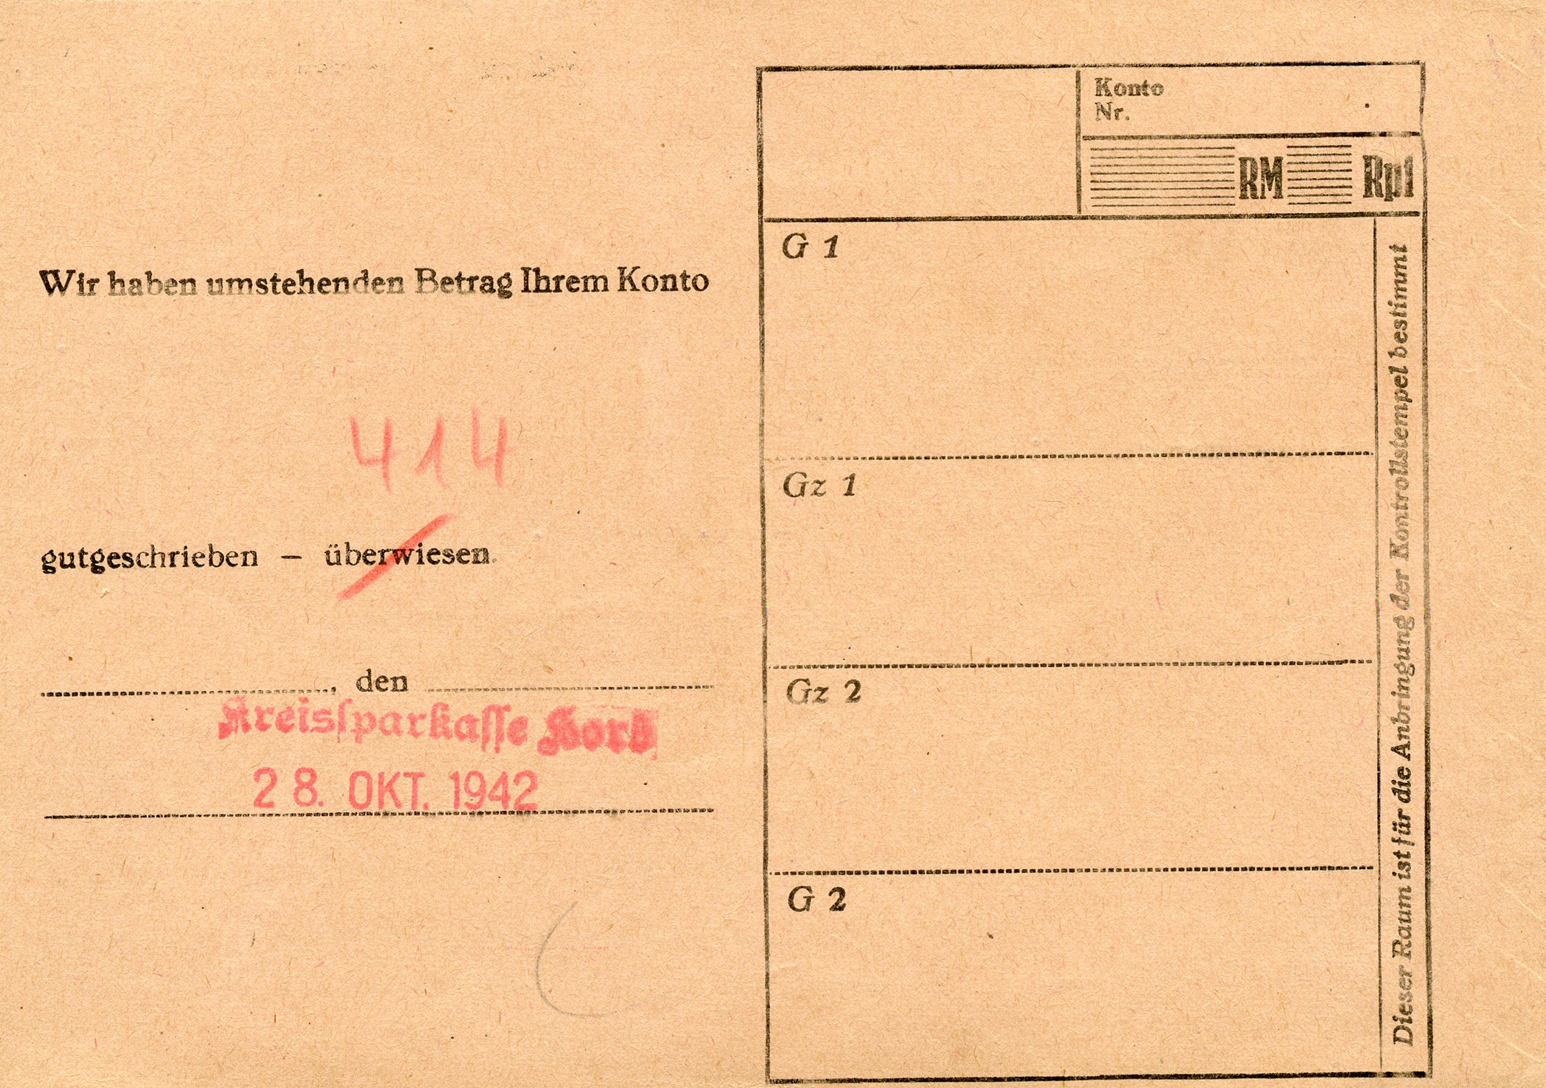 Wir haben umstehenden Betrag Ihrem Konto
414
gutgeschrieben – überwiesen.
, den
Kreissparkasse Horb
28. OKT. 1942
Konto
Nr.
RM Rpf
G 1
Gz 1
Gz 2
G 2
Dieser Raum ist für die Anbringung der Kontrollstempel bestimmt